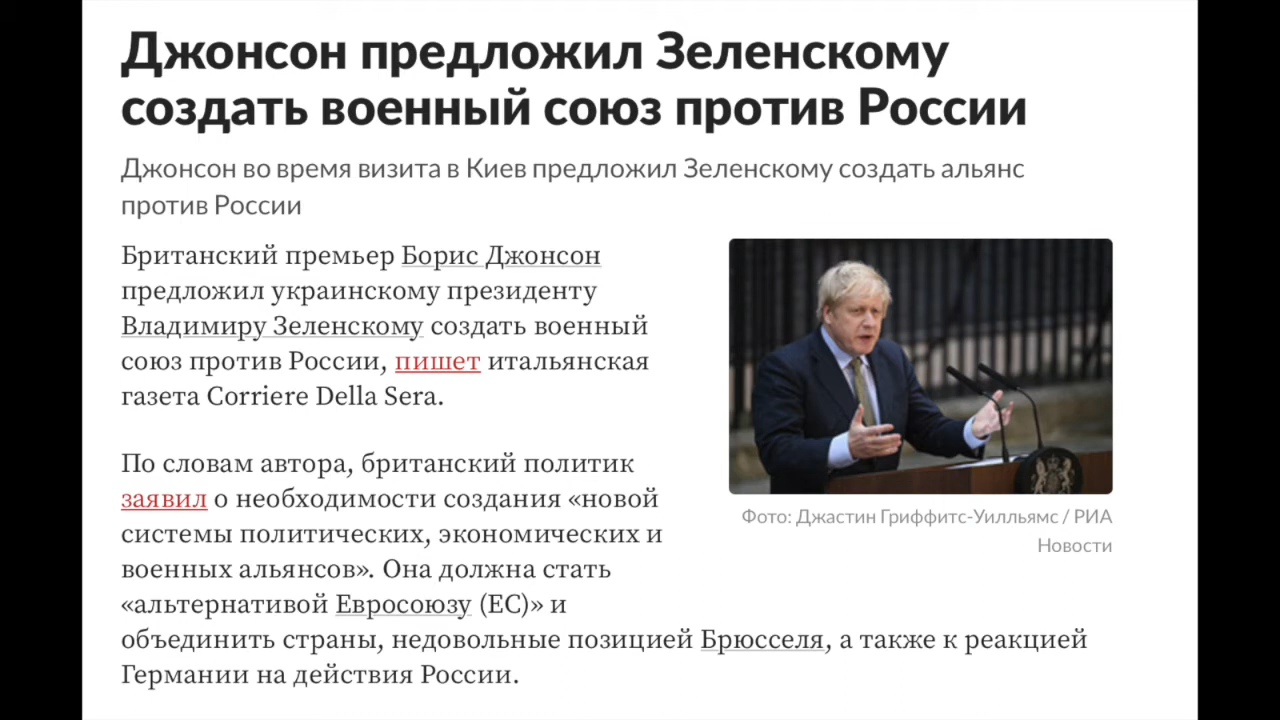 Джонсон предложил Зеленскому
создать военный союз против России
Джонсон во время визита в Киев предложил Зеленскому создать альянс
против России
Британский премьер Борис Джонсон
предложил украинскому президенту
Владимиру Зеленскому создать военный
союз против России, пишет итальянская
газета Corriere Della Sera.
По словам автора, британский политик
заявил о необходимости создания «новой
системы политических, экономических и
военных альянсов». Она должна стать
«альтернативой Евросоюзу (ЕС)» и
объединить страны, недовольные позицией Брюсселя, а также к реакцией
Германии на действия России.
Фото: Джастин Гриффитс-Уилльямс / РИА
Новости